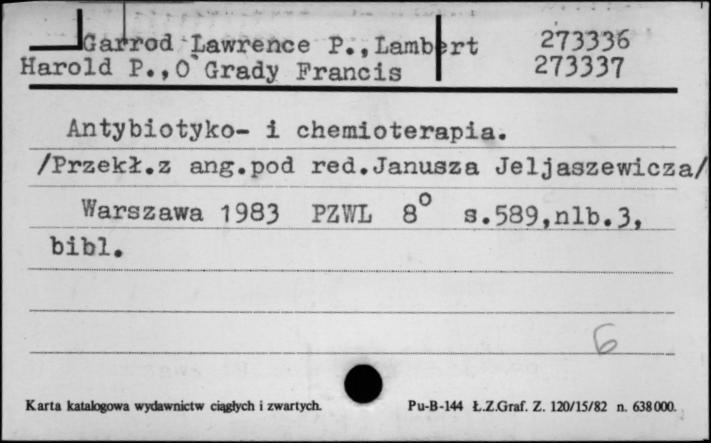 Garrod Lawrence P.,Lambert 273336
Harold P.,O'Grady Francis 273337
Antybiotyko- i chemioterapia.
/Przekł.z ang.pod red.Janusza Jeljaszewicza/
Warszawa 1983 PZWL 8° s.589,nlb.3,
bibl.
6
Karta katalogowa wydawnictw ciągłych i zwartych. Pu-B-144 Ł.Z.Graf. Z. 120/15/82 n. 638000.